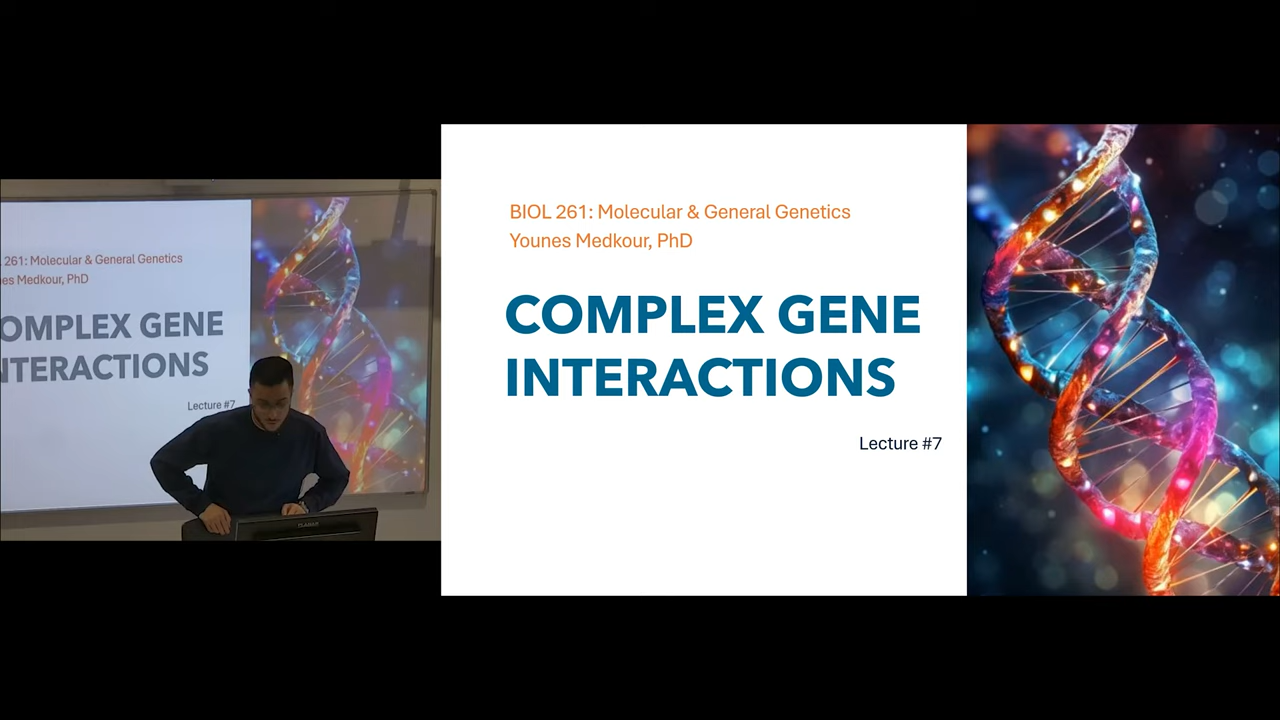 261: Molecular & General Genetics
es Medkour, PhD
OMPLEX GENE
NTERACTIONS
Lecture #7
BIOL 261: Molecular & General Genetics
Younes Medkour, PhD
COMPLEX GENE
INTERACTIONS
Lecture #7